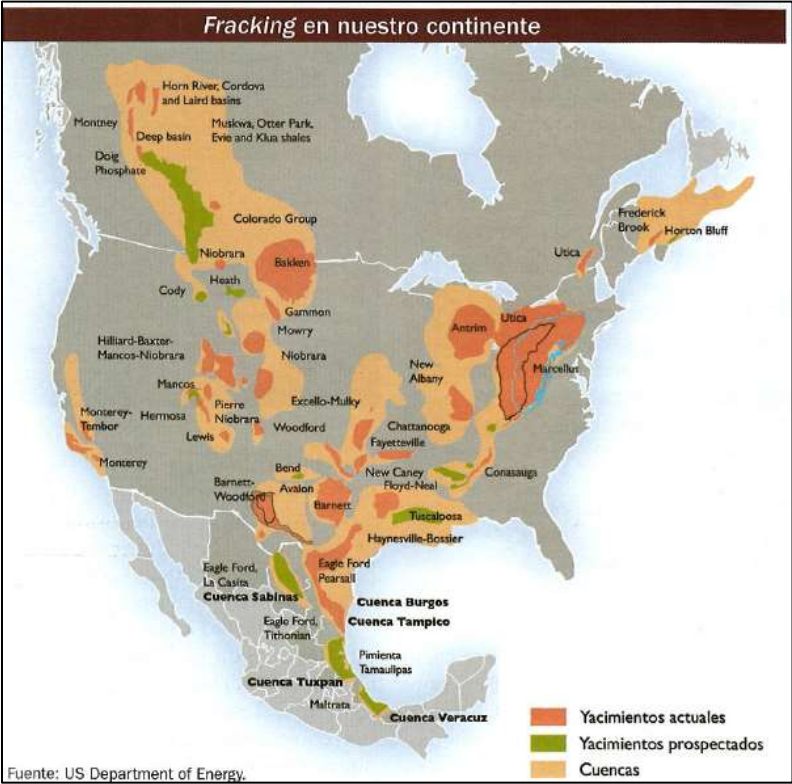 Fracking en nuestro continente
Horn River, Cordova
and Laird basins
Montney
Deep basin
Muskwa, Otter Park,
Evie and Klua shales
Doig
Phosphate
Colorado Group
Frederick
Brook
Horton Bluff
Utica
Niobrara
Bakken
Heath
Cody
Gammon
Mowry
Antrim
Utica
Hilliard-Baxter-
Mancos-Niobrara
Niobrara
New
Albany
Marcellus
Mancos
Excello-Mulky
Monterey-
Tembor
Hermosa
Pierre
Niobrara
Woodford
Chattanooga
Lewis
Fayetteville
Monterey
Bend
New Caney
Floyd-Neal
Conasauga
Barnett-
Woodford
Avalon
Barnett
Tuscaloosa
Haynesville-Bossier
Eagle Ford,
La Casita
Cuenca Sabinas
Eagle Ford
Pearsall
Cuenca Burgos
Cuenca Tampico
Eagle Ford,
Tithonian
Pimienta
Tamaulipas
Cuenca Tuxpan
Maltrata
Cuenca Veracuz
Yacimientos actuales
Yacimientos prospectados
Cuencas
Fuente: US Department of Energy.